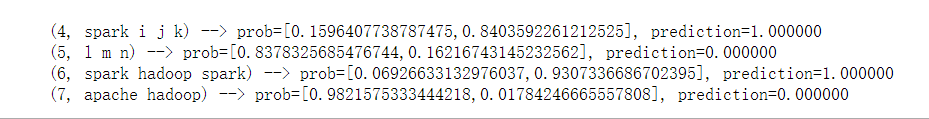 (4, spark i j k) --> prob=[0.1596407738787475,0.8403592261212525], prediction=1.000000
(5, l m n) --> prob=[0.8378325685476744,0.16216743145232562], prediction=0.000000
(6, spark hadoop spark) --> prob=[0.06926633132976037,0.9307336686702395], prediction=1.000000
(7, apache hadoop) --> prob=[0.9821575333444218,0.01784246665557808], prediction=0.000000